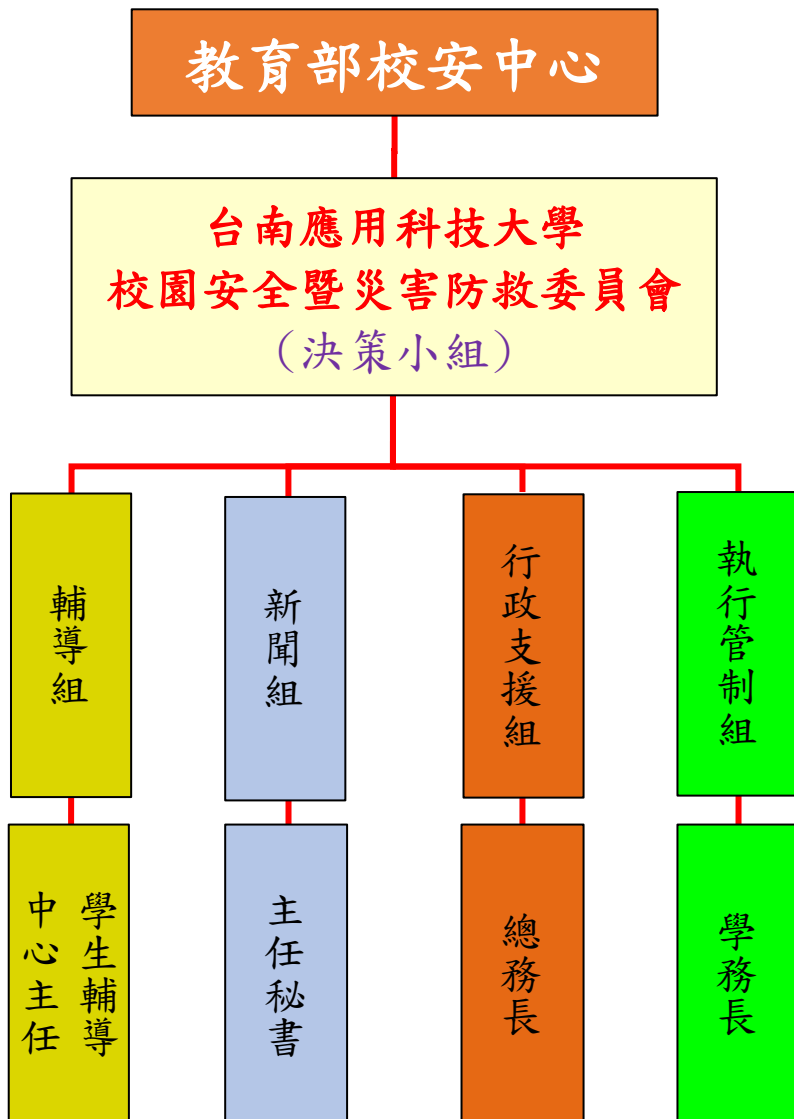 教育部校安中心
台南應用科技大學
校園安全暨災害防救委員會
（決策小組）
輔導組
新聞組
行政支援組
執行管制組
學生輔導
中心主任
主任秘書
總務長
學務長